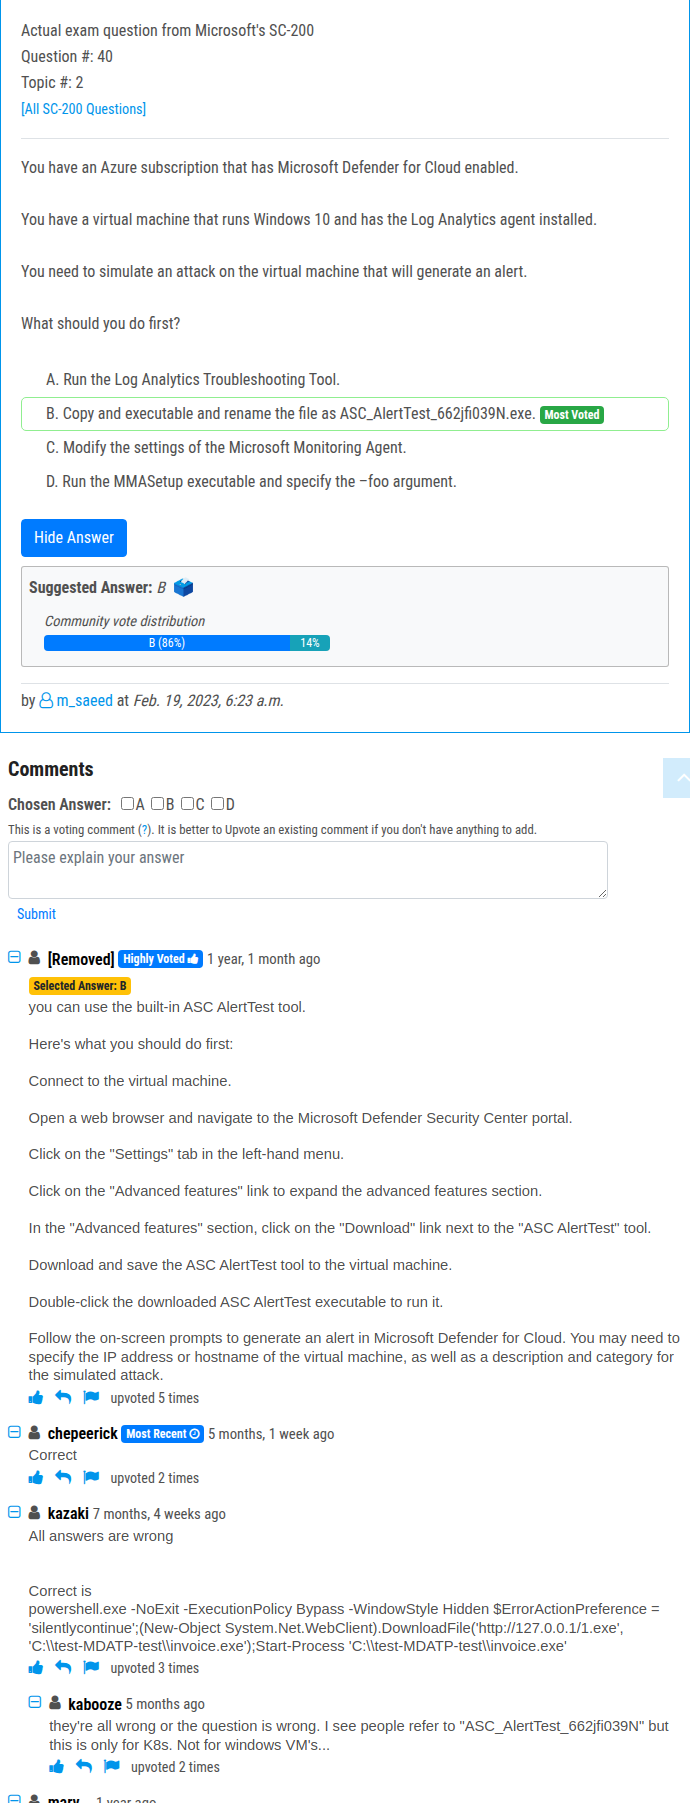 Actual exam question from Microsoft's SC-200
Question #: 40
Topic #: 2
[All SC-200 Questions]
You have an Azure subscription that has Microsoft Defender for Cloud enabled.
You have a virtual machine that runs Windows 10 and has the Log Analytics agent installed.
You need to simulate an attack on the virtual machine that will generate an alert.
What should you do first?
A. Run the Log Analytics Troubleshooting Tool.
B. Copy and executable and rename the file as ASC_AlertTest_662jfi039N.exe. Most Voted
C. Modify the settings of the Microsoft Monitoring Agent.
D. Run the MMASetup executable and specify the –foo argument.
Hide Answer
Suggested Answer: B
Community vote distribution
B (86%) 14%
by m_saeed at Feb. 19, 2023, 6:23 a.m.
Comments
Chosen Answer: A B C D
This is a voting comment (?). It is better to Upvote an existing comment if you don't have anything to add.
Please explain your answer
Submit
[Removed] Highly Voted 1 year, 1 month ago
Selected Answer: B
you can use the built-in ASC AlertTest tool.
Here's what you should do first:
Connect to the virtual machine.
Open a web browser and navigate to the Microsoft Defender Security Center portal.
Click on the "Settings" tab in the left-hand menu.
Click on the "Advanced features" link to expand the advanced features section.
In the "Advanced features" section, click on the "Download" link next to the "ASC AlertTest" tool.
Download and save the ASC AlertTest tool to the virtual machine.
Double-click the downloaded ASC AlertTest executable to run it.
Follow the on-screen prompts to generate an alert in Microsoft Defender for Cloud. You may need to
specify the IP address or hostname of the virtual machine, as well as a description and category for
the simulated attack.
upvoted 5 times
chepeerick Most Recent 5 months, 1 week ago
Correct
upvoted 2 times
kazaki 7 months, 4 weeks ago
All answers are wrong
Correct is
powershell.exe -NoExit -ExecutionPolicy Bypass -WindowStyle Hidden $ErrorActionPreference =
'silentlycontinue';(New-Object System.Net.WebClient).DownloadFile('http://127.0.0.1/1.exe',
'C:\\test-MDATP-test\\invoice.exe');Start-Process 'C:\\test-MDATP-test\\invoice.exe'
upvoted 3 times
kabooze 5 months ago
they're all wrong or the question is wrong. I see people refer to "ASC_AlertTest_662jfi039N" but
this is only for K8s. Not for windows VM's...
upvoted 2 times
1 year ago